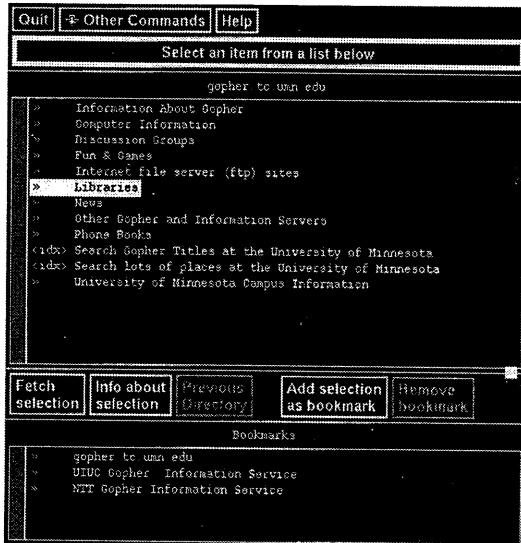 Quit Other Commands Help
Select an item from a list below
gopher tc umn edu
» Information About Gopher
» Computer Information
» Discussion Groups
» Fun & Games
» Internet file server (ftp) sites
» Libraries
» News
» Other Gopher and Information Servers
» Phone Books
<idx> Search Gopher Titles at the University of Minnesota
<idx> Search lots of places at the University of Minnesota
» University of Minnesota Campus Information
Fetch selection
Info about selection
Previous Directory
Add selection as bookmark
Remove bookmark
Bookmarks
» gopher tc umn edu
» UIUC Gopher Information Service
» NTT Gopher Information Service